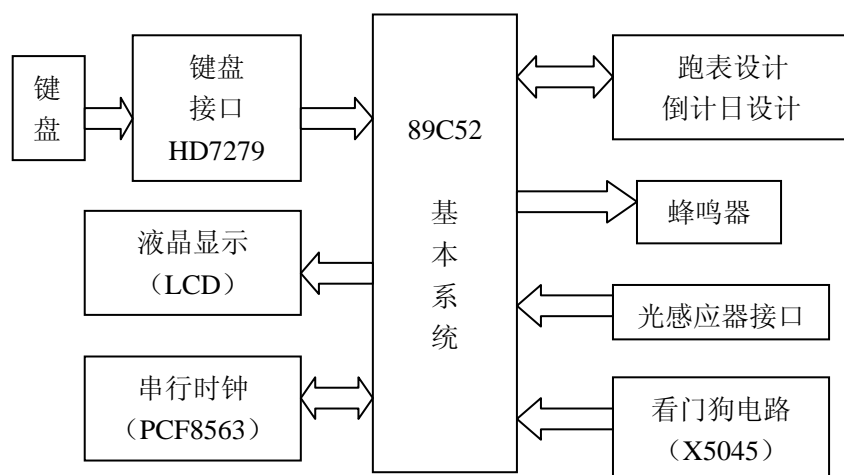 键
盘
键盘
接口
HD7279
液晶显示
（LCD）
串行时钟
（PCF8563）
89C52
基
本
系
统
跑表设计
倒计日设计
蜂鸣器
光感应器接口
看门狗电路
（X5045）